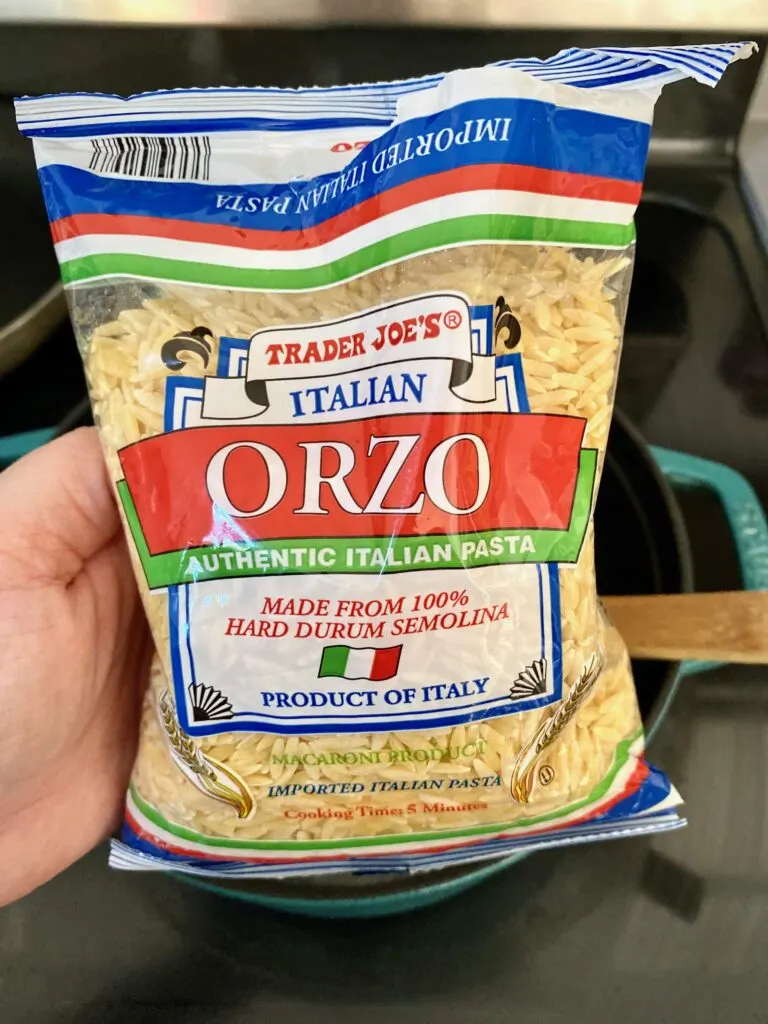 IMPORTED ITALIAN PASTA
TRADER JOE'S®
ITALIAN
ORZO
AUTHENTIC ITALIAN PASTA
MADE FROM 100%
HARD DURUM SEMOLINA
PRODUCT OF ITALY
MACARONI PRODUCT
IMPORTED ITALIAN PASTA
Cooking Time: 5 Minutes